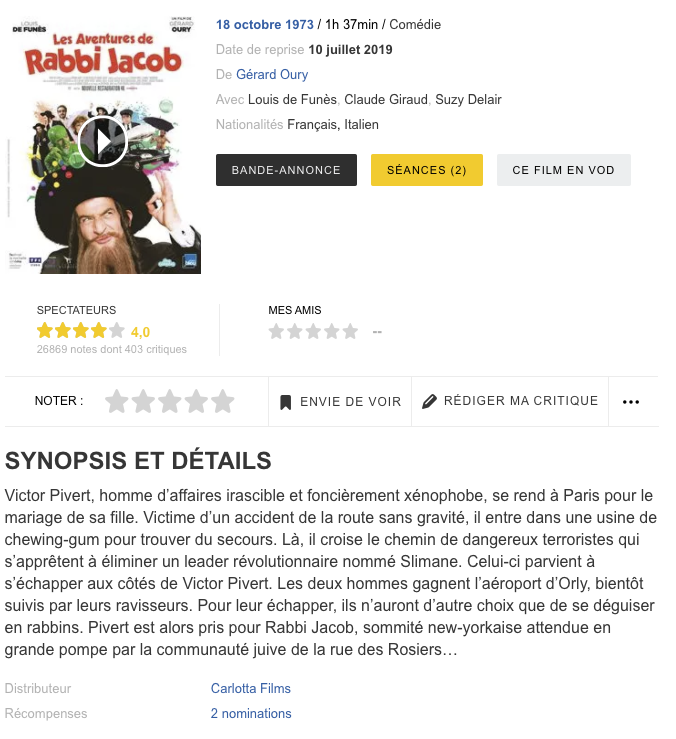 LOUIS
DE FUNÈS
UN FILM DE
GÉRARD
OURY
Les Aventures de
Rabbi Jacob
NOUVELLE RESTAURATION 4K
18 octobre 1973 / 1h 37min / Comédie
Date de reprise 10 juillet 2019
De Gérard Oury
Avec Louis de Funès, Claude Giraud, Suzy Delair
Nationalités Français, Italien
BANDE-ANNONCE
SÉANCES (2)
CE FILM EN VOD
SPECTATEURS
4,0
26869 notes dont 403 critiques
MES AMIS
--
NOTER :
ENVIE DE VOIR
RÉDIGER MA CRITIQUE
SYNOPSIS ET DÉTAILS
Victor Pivert, homme d’affaires irascible et foncièrement xénophobe, se rend à Paris pour le
mariage de sa fille. Victime d’un accident de la route sans gravité, il entre dans une usine de
chewing-gum pour trouver du secours. Là, il croise le chemin de dangereux terroristes qui
s’apprêtent à éliminer un leader révolutionnaire nommé Slimane. Celui-ci parvient à
s’échapper aux côtés de Victor Pivert. Les deux hommes gagnent l’aéroport d’Orly, bientôt
suivis par leurs ravisseurs. Pour leur échapper, ils n’auront d’autre choix que de se déguiser
en rabbins. Pivert est alors pris pour Rabbi Jacob, sommité new-yorkaise attendue en
grande pompe par la communauté juive de la rue des Rosiers…
Distributeur Carlotta Films
Récompenses 2 nominations